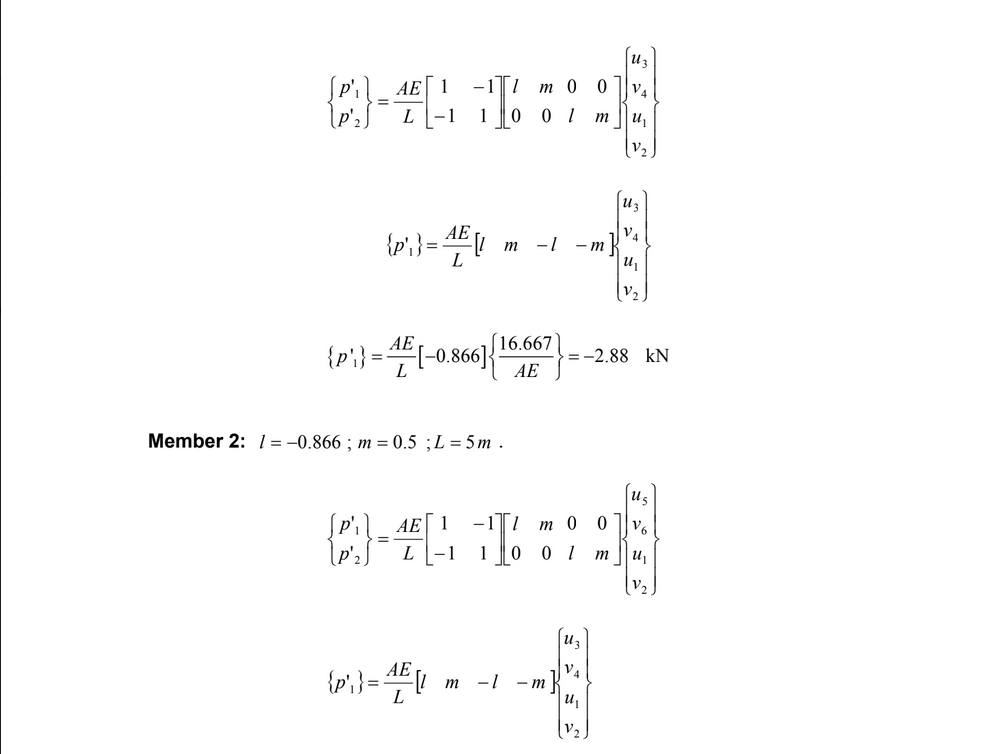 {p'₁ p'₂} = AE/L [1 −1; −1 1] [l m 0 0; 0 0 l m] {u₃ v₄ u₁ v₂}
{p'₁} = AE/L [l m −l −m] {u₃ v₄ u₁ v₂}
{p'₁} = AE/L [−0.866] {16.667/AE} = −2.88 kN
Member 2: l = −0.866 ; m = 0.5 ; L = 5 m .
{p'₁ p'₂} = AE/L [1 −1; −1 1] [l m 0 0; 0 0 l m] {u₅ v₆ u₁ v₂}
{p'₁} = AE/L [l m −l −m] {u₃ v₄ u₁ v₂}